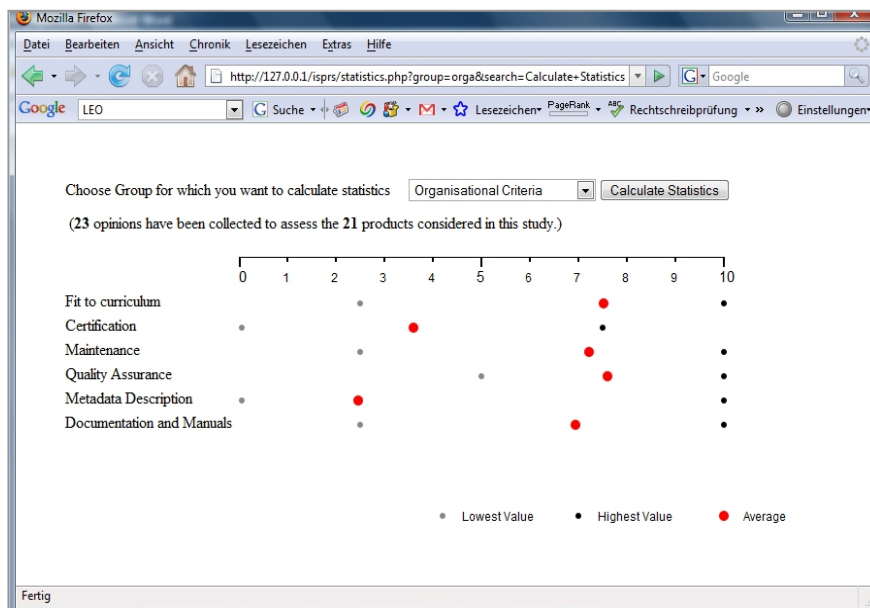 Mozilla Firefox
Datei Bearbeiten Ansicht Chronik Lesezeichen Extras Hilfe
http://127.0.0.1/isprs/statistics.php?group=orga&search=Calculate+Statistics G Google
Google LEO G Suche M Lesezeichen PageRank ABC Rechtschreibprüfung » Einstellungen
Choose Group for which you want to calculate statistics Organisational Criteria Calculate Statistics
(23 opinions have been collected to assess the 21 products considered in this study.)
0 1 2 3 4 5 6 7 8 9 10
Fit to curriculum
Certification
Maintenance
Quality Assurance
Metadata Description
Documentation and Manuals
Lowest Value Highest Value Average
Fertig